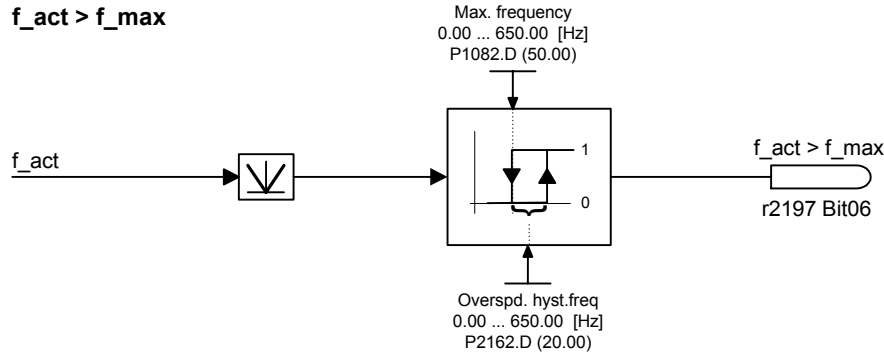 f_act > f_max
Max. frequency
0.00 ... 650.00 [Hz]
P1082.D (50.00)
f_act
1
0
f_act > f_max
r2197 Bit06
Overspd. hyst.freq
0.00 ... 650.00 [Hz]
P2162.D (20.00)